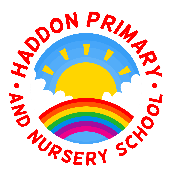 HADDON PRIMARY
• AND NURSERY SCHOOL •